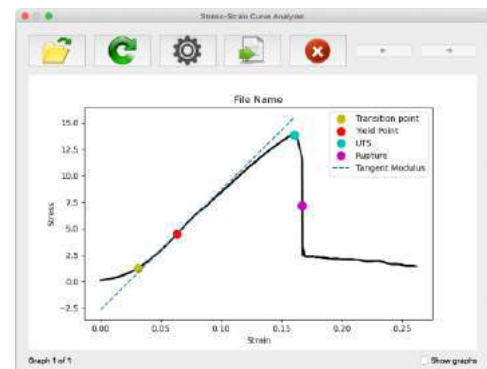 Stress-Strain Curve Analyzer
File Name
Transition point
Yield Point
UTS
Rupture
Tangent Modulus
Stress
15.0
12.5
10.0
7.5
5.0
2.5
0.0
−2.5
0.00 0.05 0.10 0.15 0.20 0.25
Strain
Graph 1 of 1
Show graphs